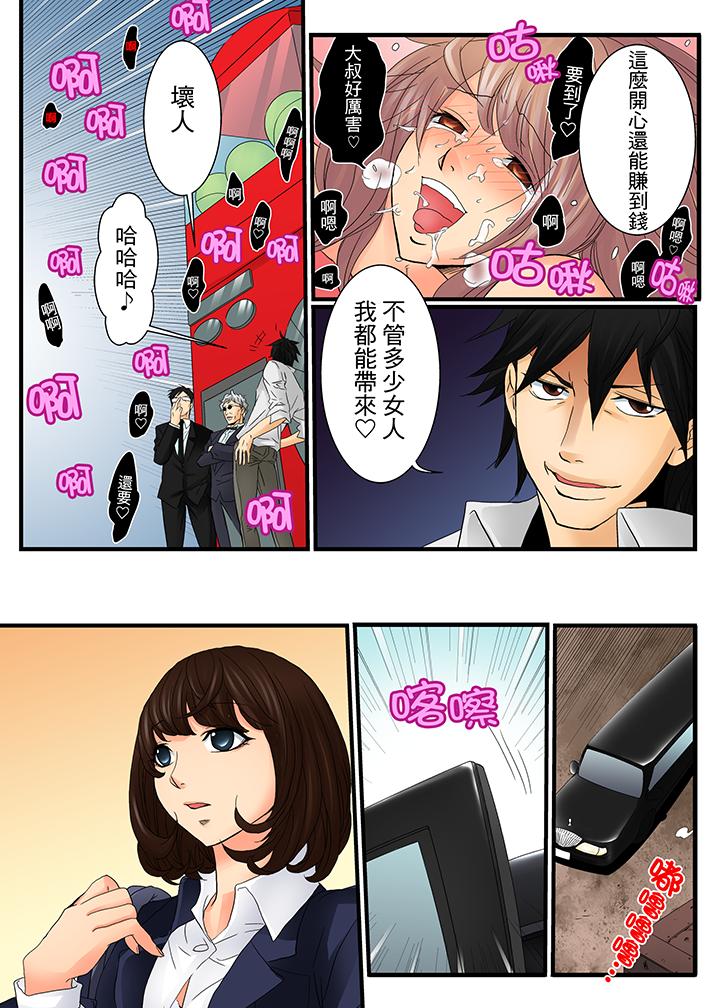 這麼開心還能賺到錢
咕啾
要到了♡
大叔好厲害♡
啊嗯♡
啊嗯
啊
啊嗯
啊
咕啾
咕啾
不管多少女人
我都能帶來♡
壞人
哈哈哈♪
啊
啊
啊啊啊
啊♡
啊
啊♡
啊
啊啊
啊♡
還要♡
啊
啊
啊
啊
啊
啊
啊
啊
啊
啊
嘟嚕嚕嚕…
喀嚓